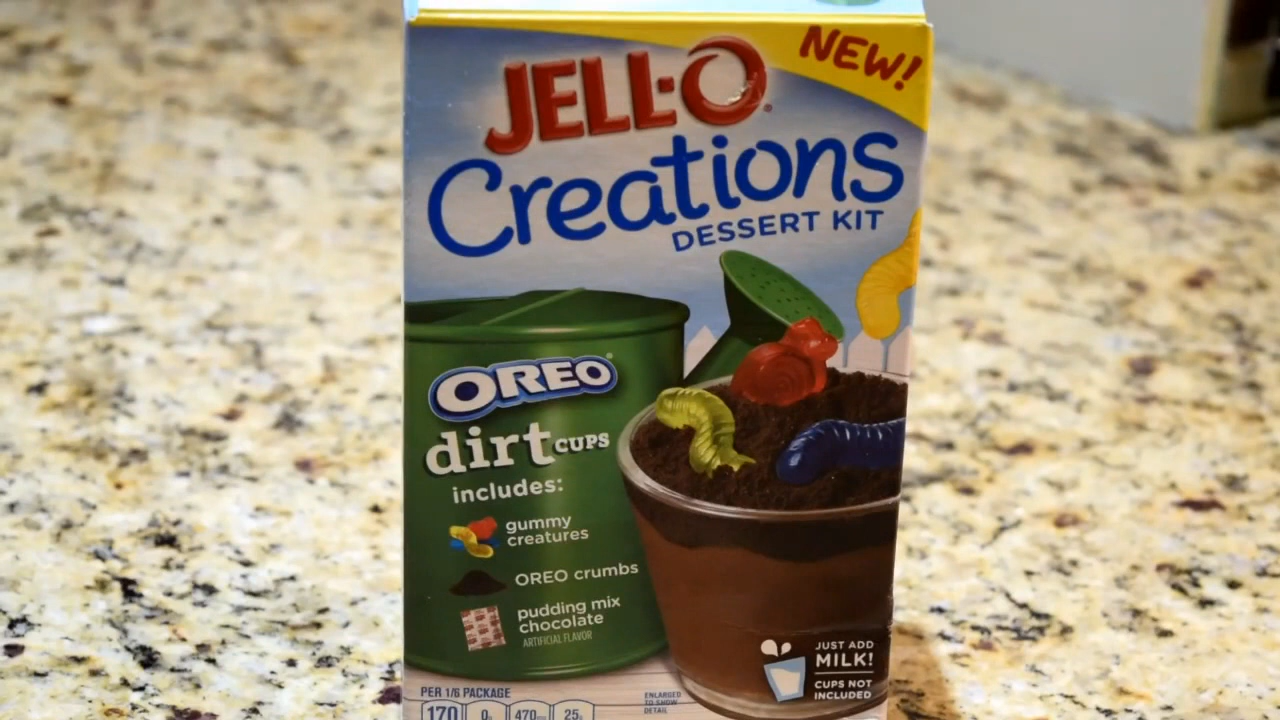 NEW!
JELL-O
Creations
DESSERT KIT
OREO
dirt CUPS
includes:
gummy
creatures
OREO crumbs
pudding mix
chocolate
ARTIFICIAL FLAVOR
JUST ADD
MILK!
CUPS NOT
INCLUDED
PER 1/6 PACKAGE
170 0g 470mg 25g
ENLARGED
TO SHOW
DETAIL